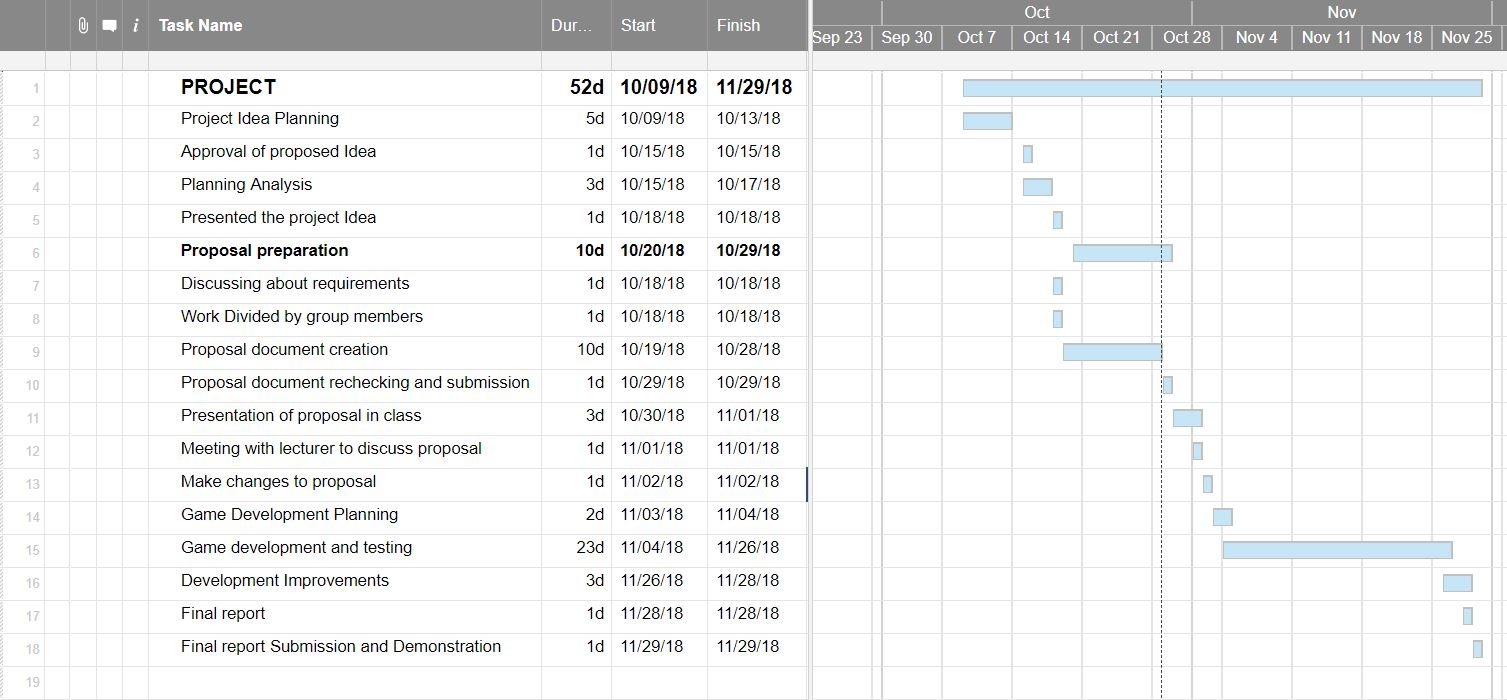 Oct Nov
i Task Name Dur... Start Finish Sep 23 Sep 30 Oct 7 Oct 14 Oct 21 Oct 28 Nov 4 Nov 11 Nov 18 Nov 25
1 PROJECT 52d 10/09/18 11/29/18
2 Project Idea Planning 5d 10/09/18 10/13/18
3 Approval of proposed Idea 1d 10/15/18 10/15/18
4 Planning Analysis 3d 10/15/18 10/17/18
5 Presented the project Idea 1d 10/18/18 10/18/18
6 Proposal preparation 10d 10/20/18 10/29/18
7 Discussing about requirements 1d 10/18/18 10/18/18
8 Work Divided by group members 1d 10/18/18 10/18/18
9 Proposal document creation 10d 10/19/18 10/28/18
10 Proposal document rechecking and submission 1d 10/29/18 10/29/18
11 Presentation of proposal in class 3d 10/30/18 11/01/18
12 Meeting with lecturer to discuss proposal 1d 11/01/18 11/01/18
13 Make changes to proposal 1d 11/02/18 11/02/18
14 Game Development Planning 2d 11/03/18 11/04/18
15 Game development and testing 23d 11/04/18 11/26/18
16 Development Improvements 3d 11/26/18 11/28/18
17 Final report 1d 11/28/18 11/28/18
18 Final report Submission and Demonstration 1d 11/29/18 11/29/18
19